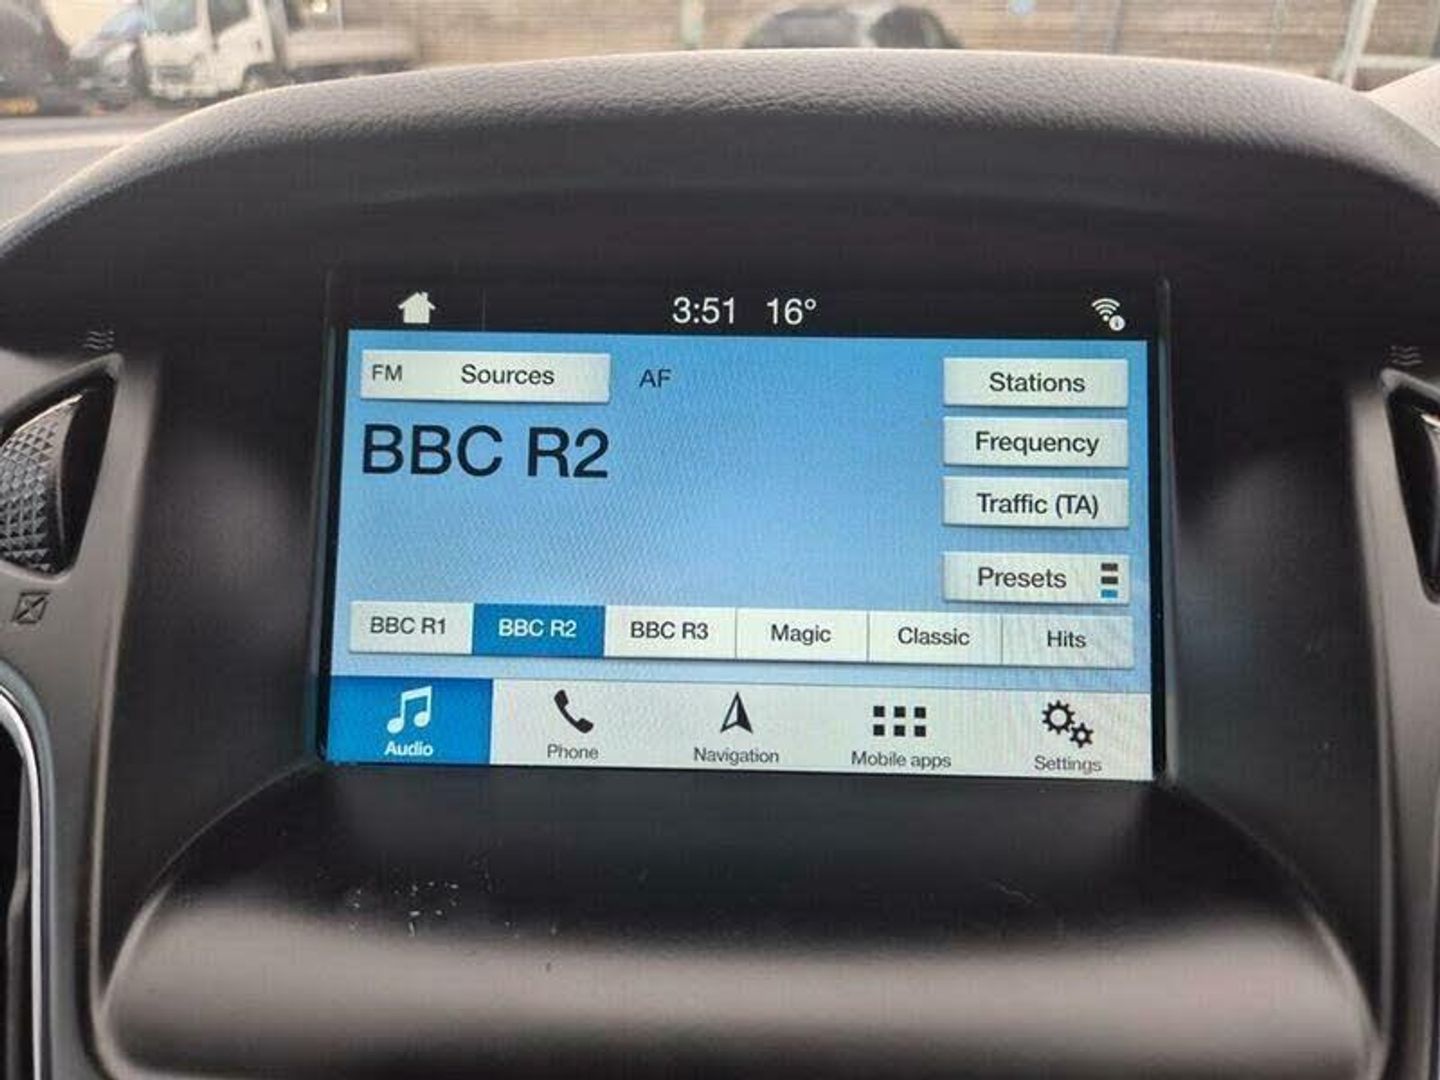 3:51 16°
FM Sources AF
Stations
BBC R2
Frequency
Traffic (TA)
Presets
BBC R1 BBC R2 BBC R3 Magic Classic Hits
Audio Phone Navigation Mobile apps Settings